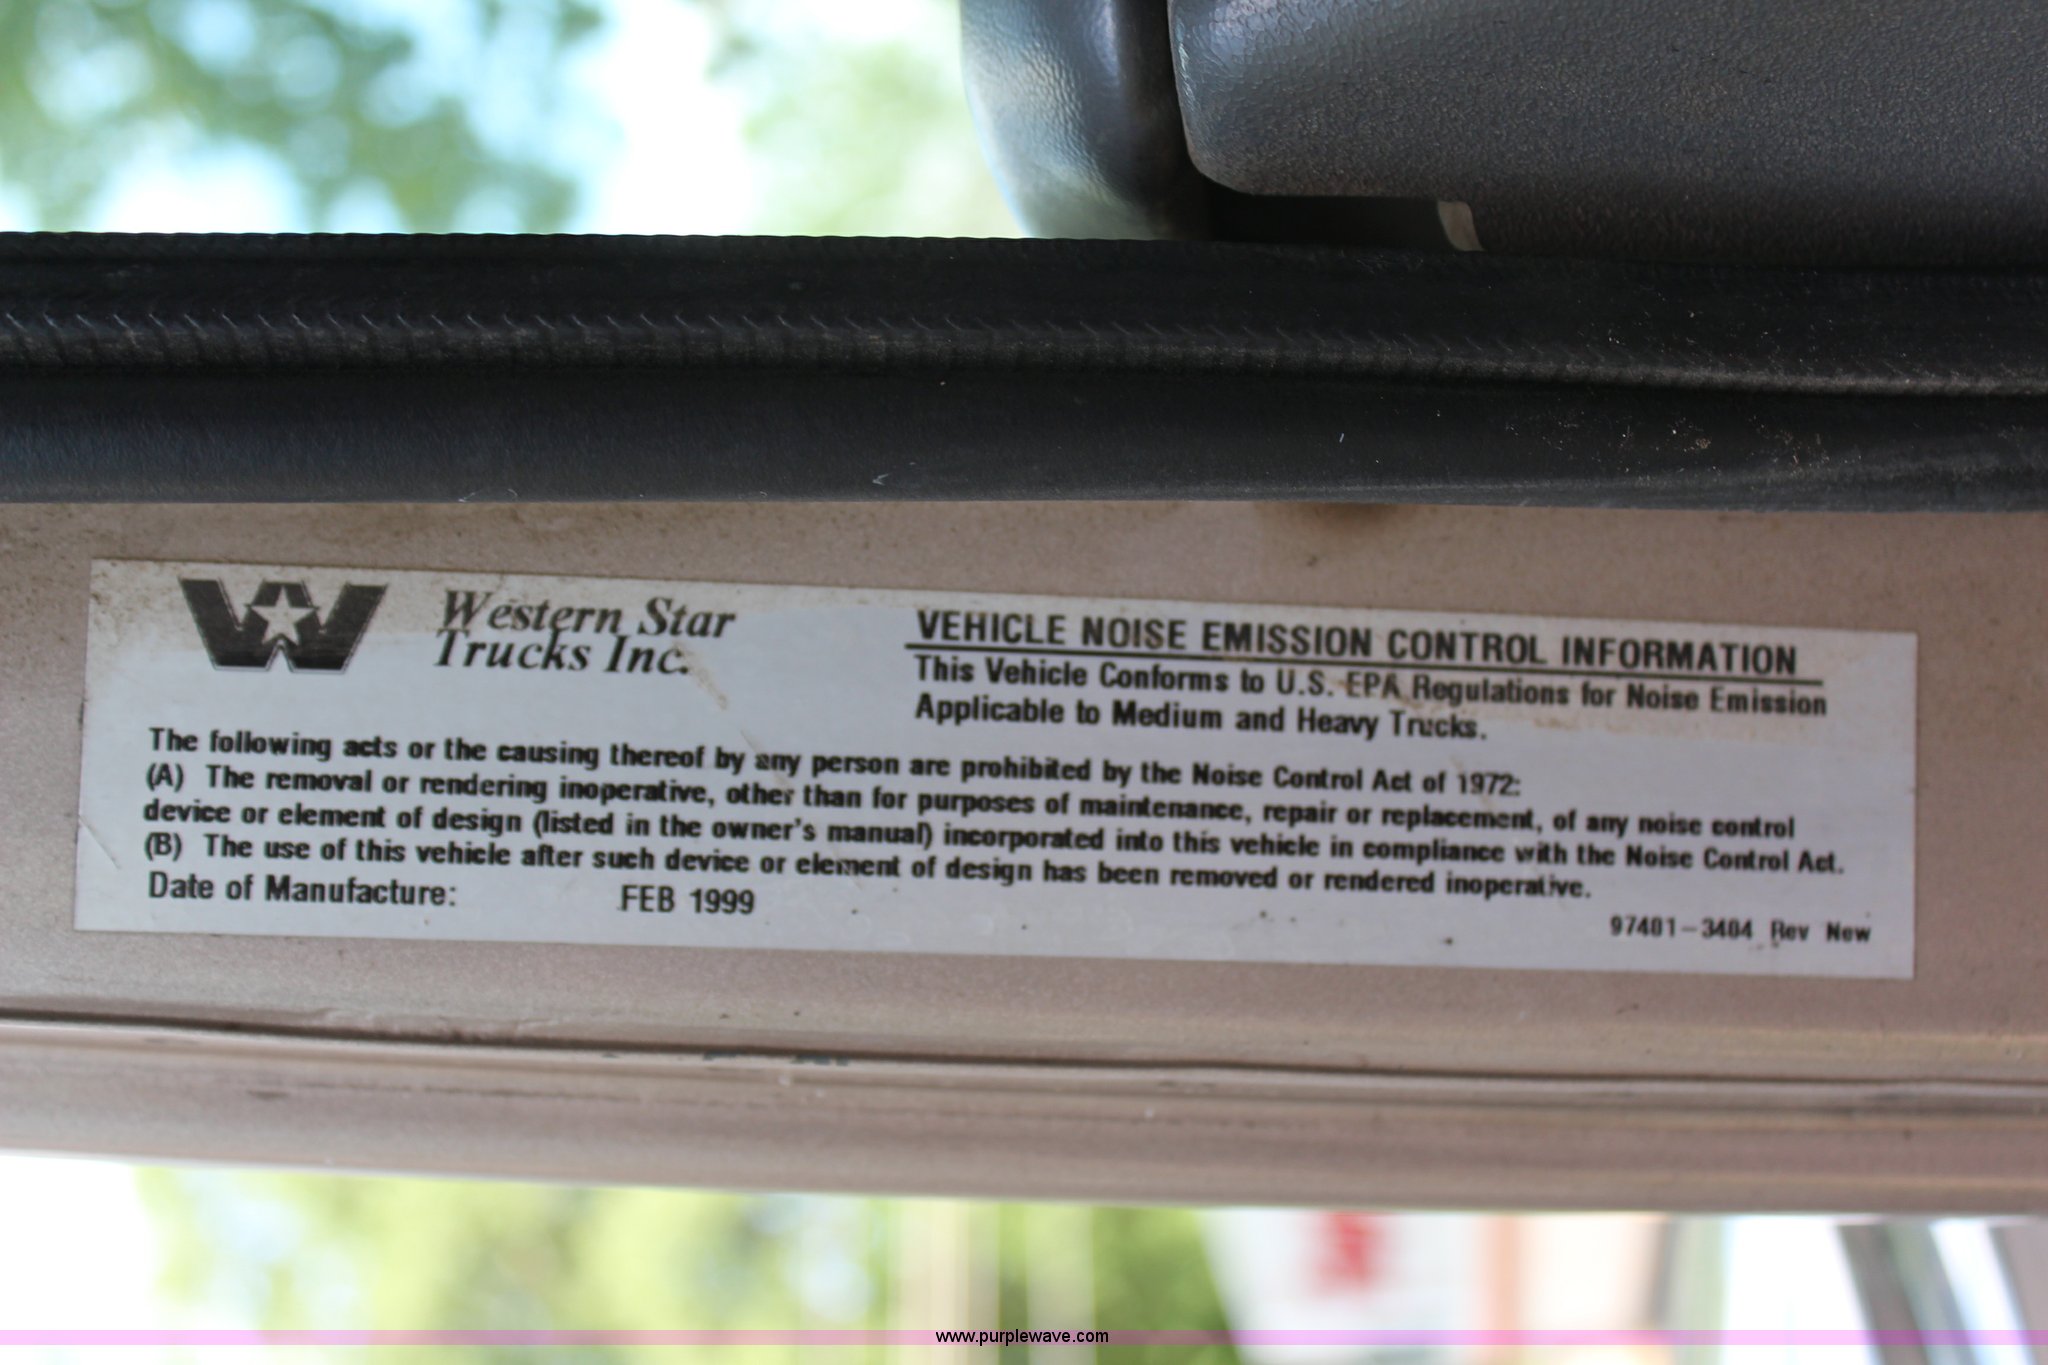 Western Star
Trucks Inc.
VEHICLE NOISE EMISSION CONTROL INFORMATION
This Vehicle Conforms to U.S. EPA Regulations for Noise Emission
Applicable to Medium and Heavy Trucks.
The following acts or the causing thereof by any person are prohibited by the Noise Control Act of 1972:
(A) The removal or rendering inoperative, other than for purposes of maintenance, repair or replacement, of any noise control
device or element of design (listed in the owner's manual) incorporated into this vehicle in compliance with the Noise Control Act.
(B) The use of this vehicle after such device or element of design has been removed or rendered inoperative.
Date of Manufacture: FEB 1999
97401-3404 Rev New
www.purplewave.com